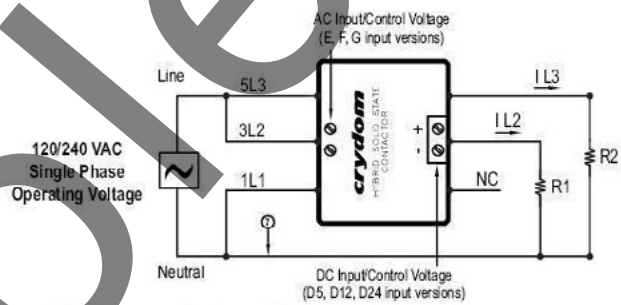 AC Input/Control Voltage
(E, F, G input versions)
Line
5L3
3L2
1L1
120/240 VAC
Single Phase
Operating Voltage
crydom
HYBRID SOLID STATE
CONTACTOR
+
-
I L3
I L2
NC
R1
R2
7
Neutral
DC Input/Control Voltage
(D5, D12, D24 input versions)